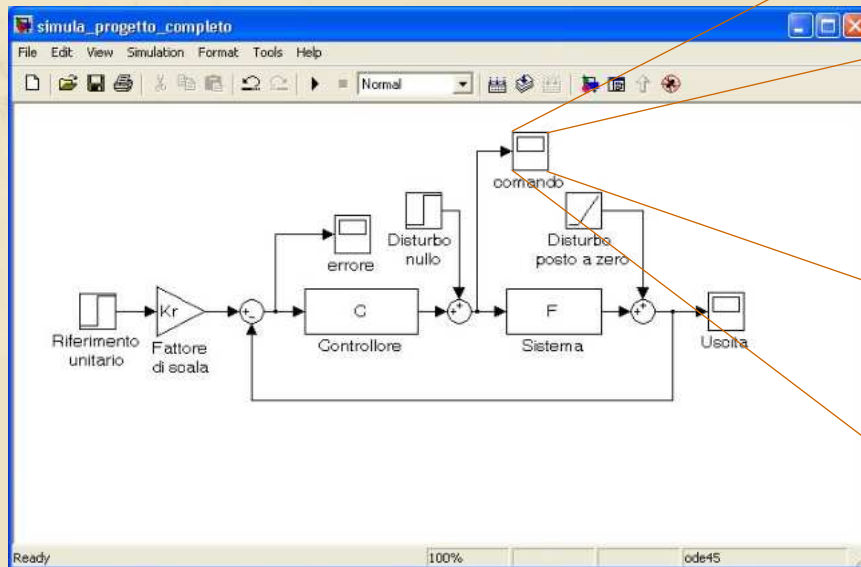 simula_progetto_completo
File Edit View Simulation Format Tools Help
Normal
comando
errore
Disturbo
nullo
Disturbo
posto a zero
Riferimento
unitario
Kr
Fattore
di scala
+
-
C
Controllore
+
+
F
Sistema
+
+
Uscita
Ready
100%
ode45